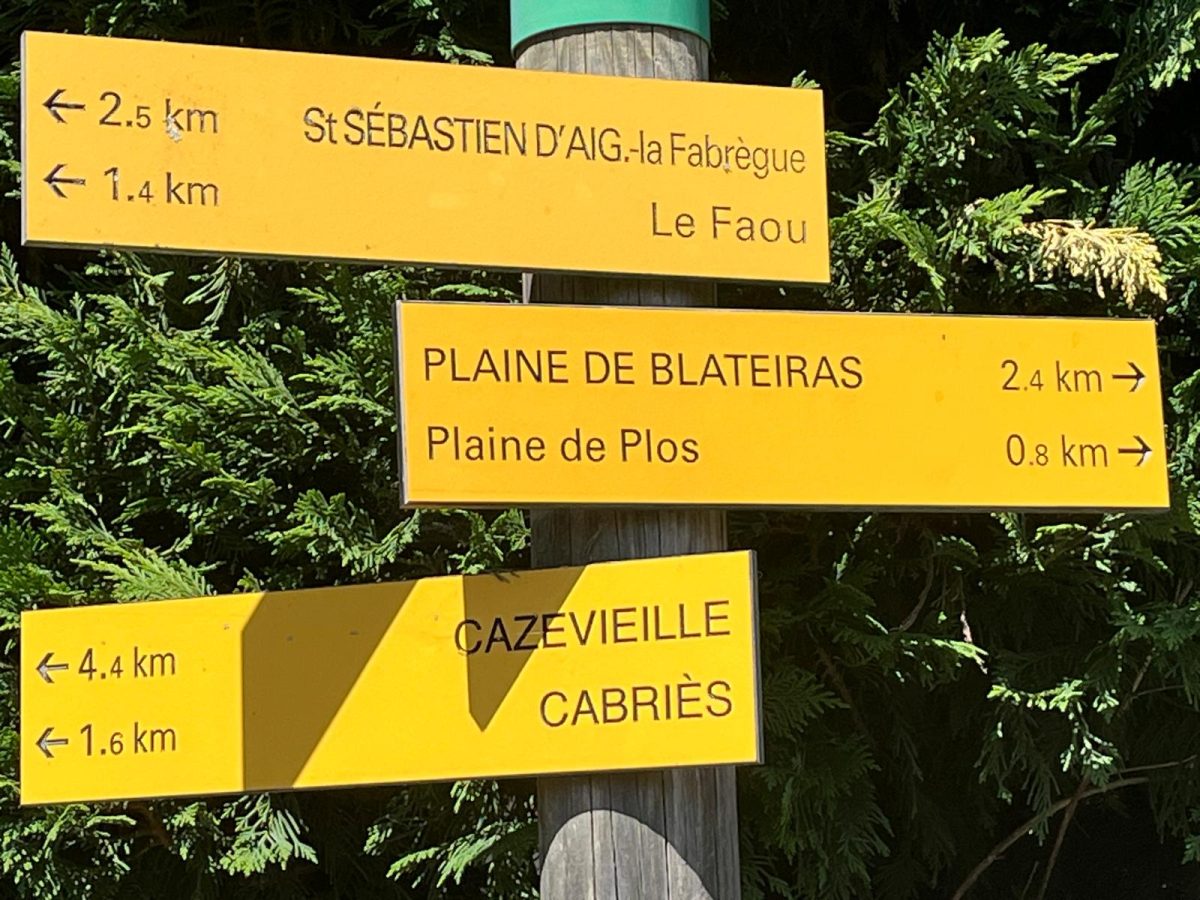 ← 2.5 km St SÉBASTIEN D'AIG.-la Fabrègue
← 1.4 km Le Faou
PLAINE DE BLATEIRAS 2.4 km →
Plaine de Plos 0.8 km →
← 4.4 km CAZEVIEILLE
← 1.6 km CABRIÈS